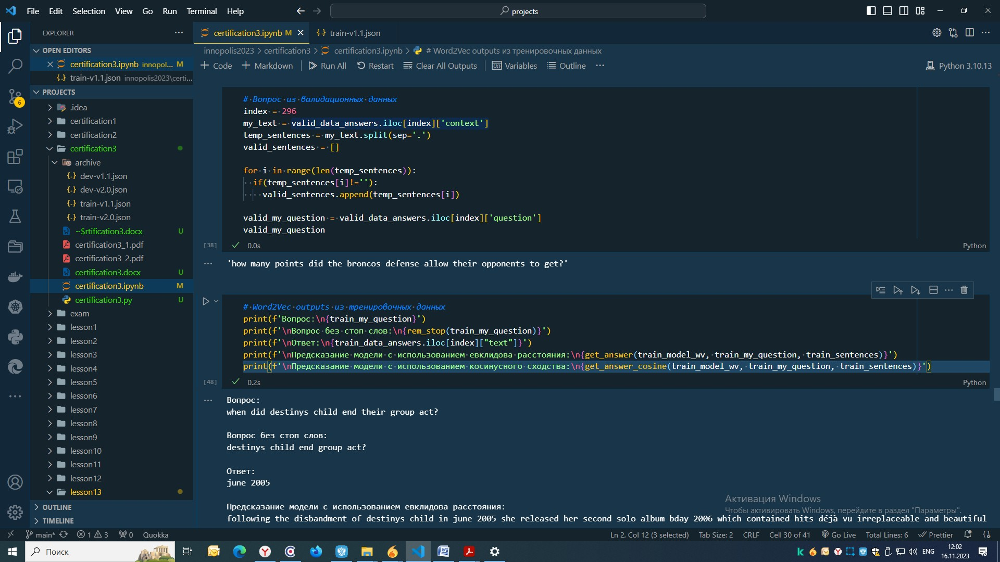 File Edit Selection View Go Run Terminal Help
projects
EXPLORER
certification3.ipynb M
train-v1.1.json
OPEN EDITORS
certification3.ipynb innopol... M
train-v1.1.json innopolis2023\certi...
PROJECTS
.idea
certification1
certification2
certification3
archive
dev-v1.1.json
dev-v2.0.json
train-v1.1.json
train-v2.0.json
~$rtification3.docx U
certification3_1.pdf
certification3_2.pdf
certification3.docx U
certification3.ipynb M
certification3.py U
exam
lesson1
lesson2
lesson3
lesson4
lesson5
lesson6
lesson7
lesson8
lesson9
lesson10
lesson11
lesson12
lesson13
OUTLINE
TIMELINE
6
innopolis2023 > certification3 > certification3.ipynb > # Word2Vec outputs из тренировочных данных
Code Markdown Run All Restart Clear All Outputs Variables Outline ... Python 3.10.13
# Вопрос из валидационных данных
index = 296
my_text = valid_data_answers.iloc[index]['context']
temp_sentences = my_text.split(sep='.')
valid_sentences = []
for i in range(len(temp_sentences)):
if(temp_sentences[i]!=''):
valid_sentences.append(temp_sentences[i])
valid_my_question = valid_data_answers.iloc[index]['question']
valid_my_question
[38] 0.0s Python
'how many points did the broncos defense allow their opponents to get?'
# Word2Vec outputs из тренировочных данных
print(f'Вопрос:\n{train_my_question}')
print(f'\nВопрос без стоп слов:\n{rem_stop(train_my_question)}')
print(f'\nОтвет:\n{train_data_answers.iloc[index]["text"]}')
print(f'\nПредсказание модели с использованием евклидова расстояния:\n{get_answer(train_model_wv, train_my_question, train_sentences)}')
print(f'\nПредсказание модели с использованием косинусного сходства:\n{get_answer_cosine(train_model_wv, train_my_question, train_sentences)}')
[48] 0.2s Python
Вопрос:
when did destinys child end their group act?
Вопрос без стоп слов:
destinys child end group act?
Ответ:
june 2005
Предсказание модели с использованием евклидова расстояния:
following the disbandment of destinys child in june 2005 she released her second solo album bday 2006 which contained hits déjà vu irreplaceable and beautiful
Активация Windows
Чтобы активировать Windows, перейдите в раздел "Параметры".
main* 1 3 0 Quokka Ln 2, Col 12 (3 selected) Tab Size: 2 CRLF Cell 30 of 41 Go Live Total Lines: 6 Prettier
Поиск
ENG
12:02
16.11.2023